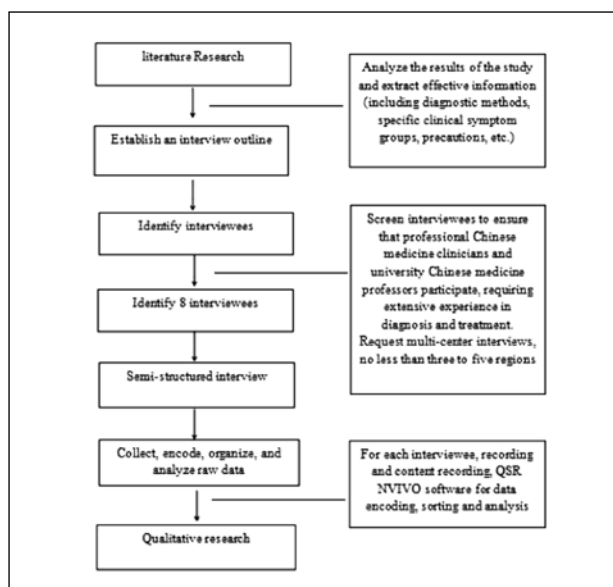 literature Research
Analyze the results of the study
and extract effective information
(including diagnostic methods,
specific clinical symptom
groups, precautions, etc.)
Establish an interview outline
Identify interviewees
Screen interviewees to ensure
that professional Chinese
medicine clinicians and
university Chinese medicine
professors participate, requiring
extensive experience in
diagnosis and treatment.
Request multi-center interviews,
no less than three to five regions
Identify 8 interviewees
Semi-structured interview
Collect, encode, organize, and
analyze raw data
For each interviewee, recording
and content recording, QSR
NVIVO software for data
encoding, sorting and analysis
Qualitative research